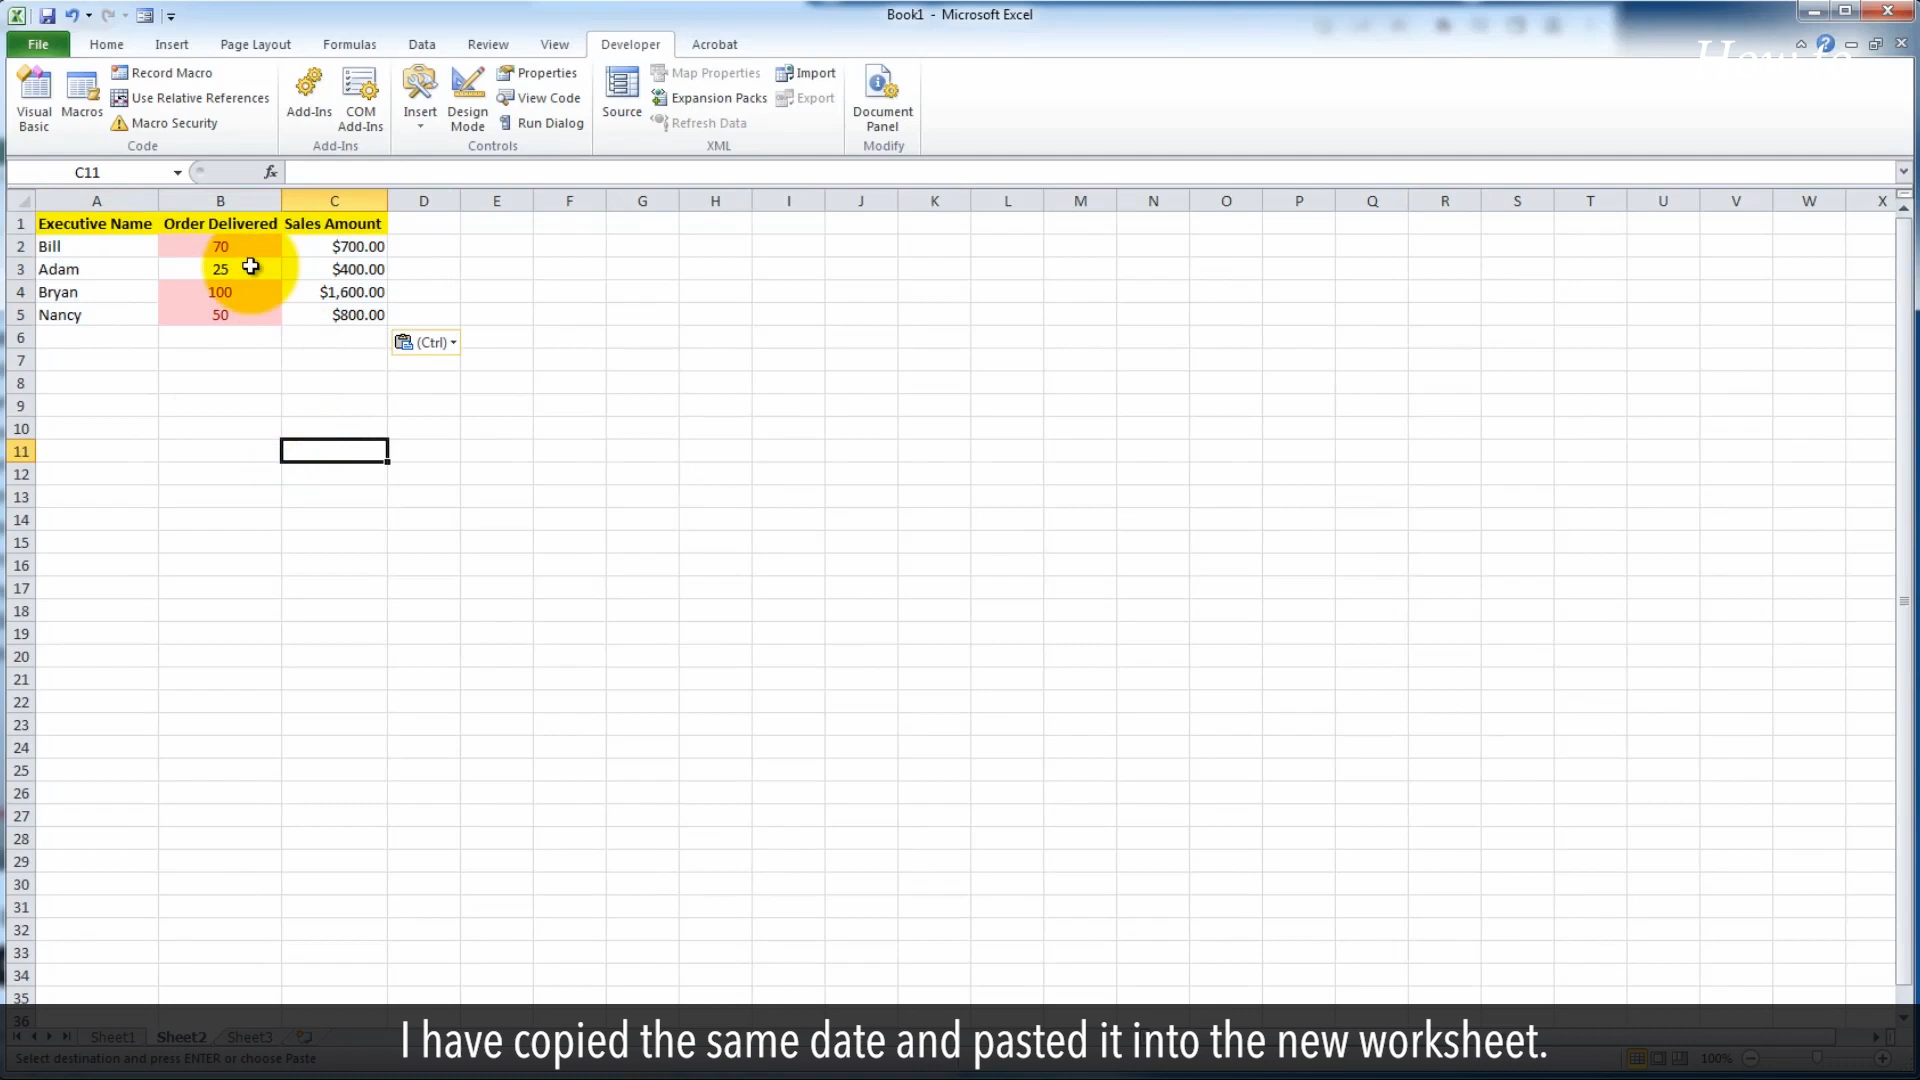 Book1 - Microsoft Excel
File Home Insert Page Layout Formulas Data Review View Developer Acrobat
How to
Visual Basic
Macros
Record Macro
Use Relative References
Macro Security
Code
Add-Ins
COM Add-Ins
Add-Ins
Insert
Design Mode
Properties
View Code
Run Dialog
Controls
Source
Map Properties
Expansion Packs
Refresh Data
Import
Export
XML
Document Panel
Modify
C11 fx
A B C D E F G H I J K L M N O P Q R S T U V W X
1 Executive Name Order Delivered Sales Amount
2 Bill 70 $700.00
3 Adam 25 $400.00
4 Bryan 100 $1,600.00
5 Nancy 50 $800.00
6
(Ctrl)
7
8
9
10
11
12
13
14
15
16
17
18
19
20
21
22
23
24
25
26
27
28
29
30
31
32
33
34
35
36
Sheet1 Sheet2 Sheet3
Select destination and press ENTER or choose Paste
100%
I have copied the same date and pasted it into the new worksheet.